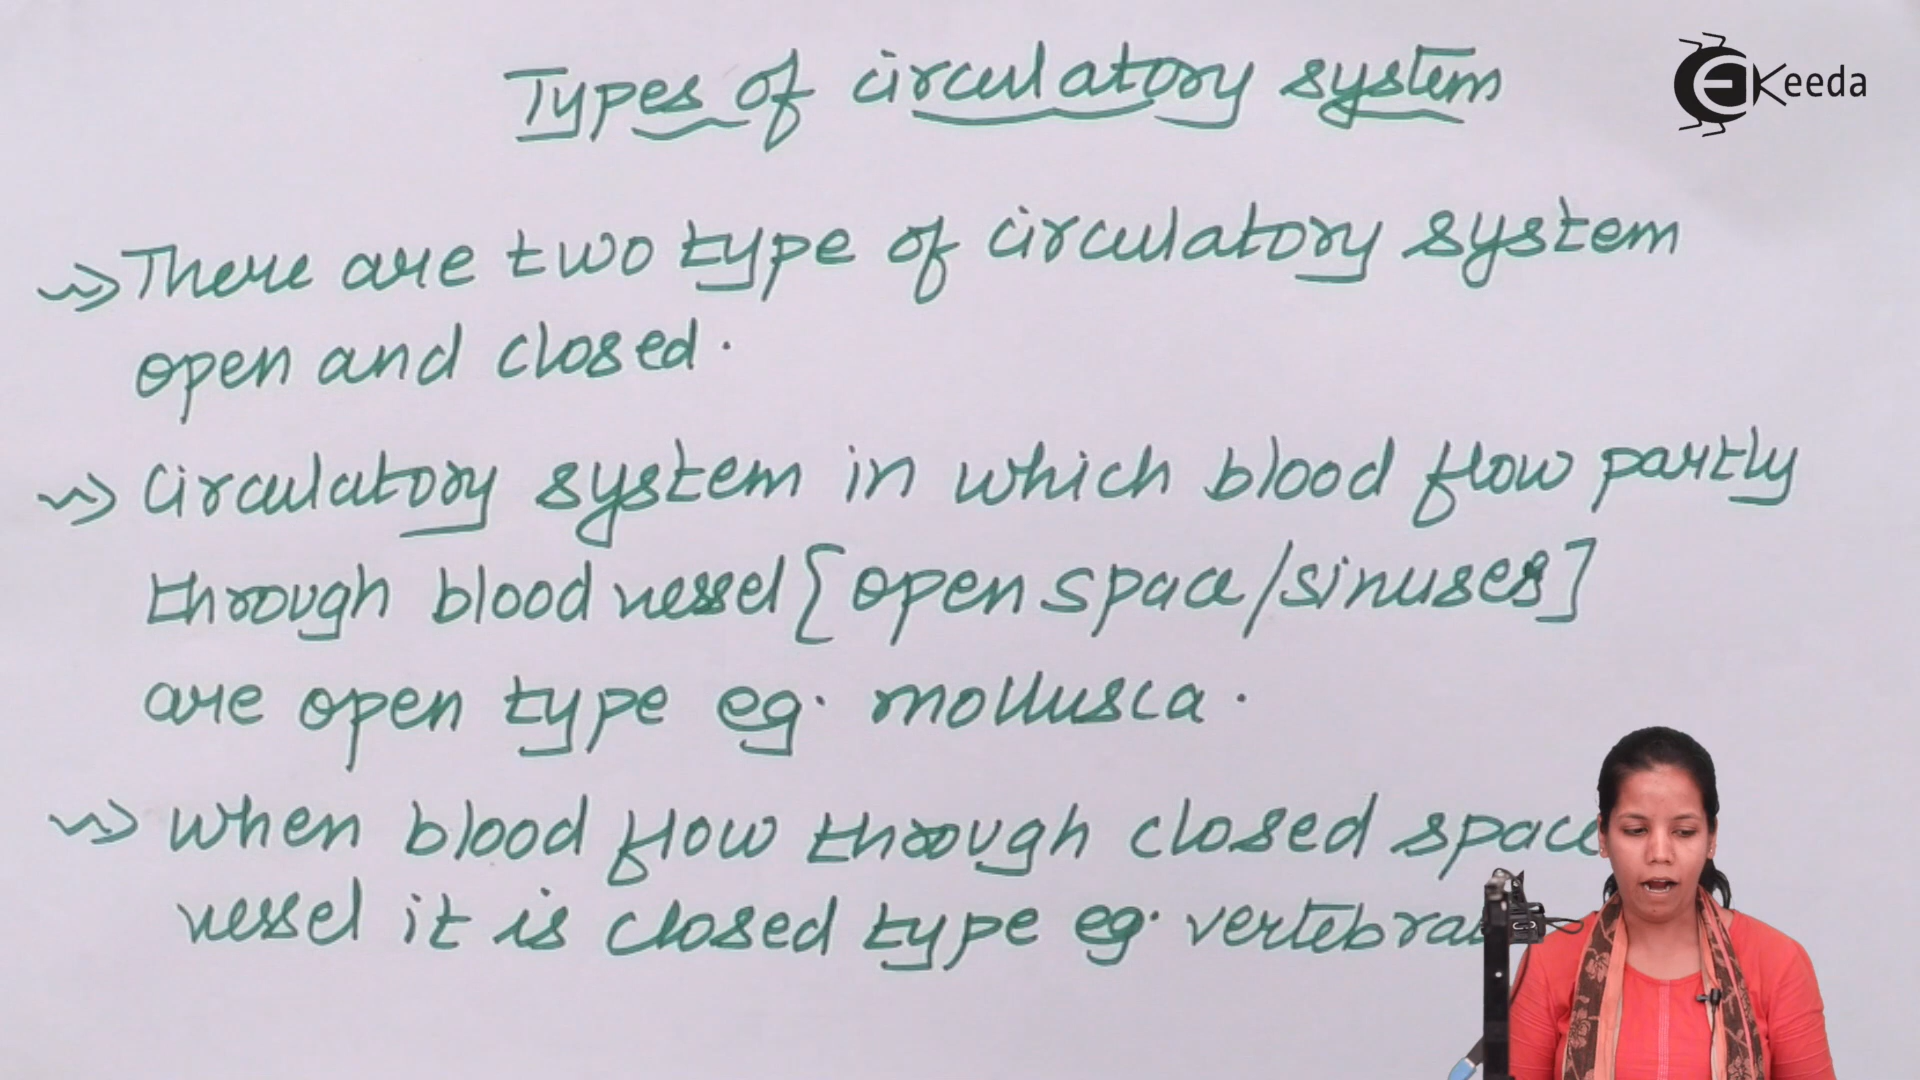 Types of circulatory system
EKeeda
~> There are two type of circulatory system
open and closed.
~> Circulatory system in which blood flow partly
through blood vessel [open space/sinuses]
are open type eg. mollusca.
~> When blood flow through closed space
vessel it is closed type eg.